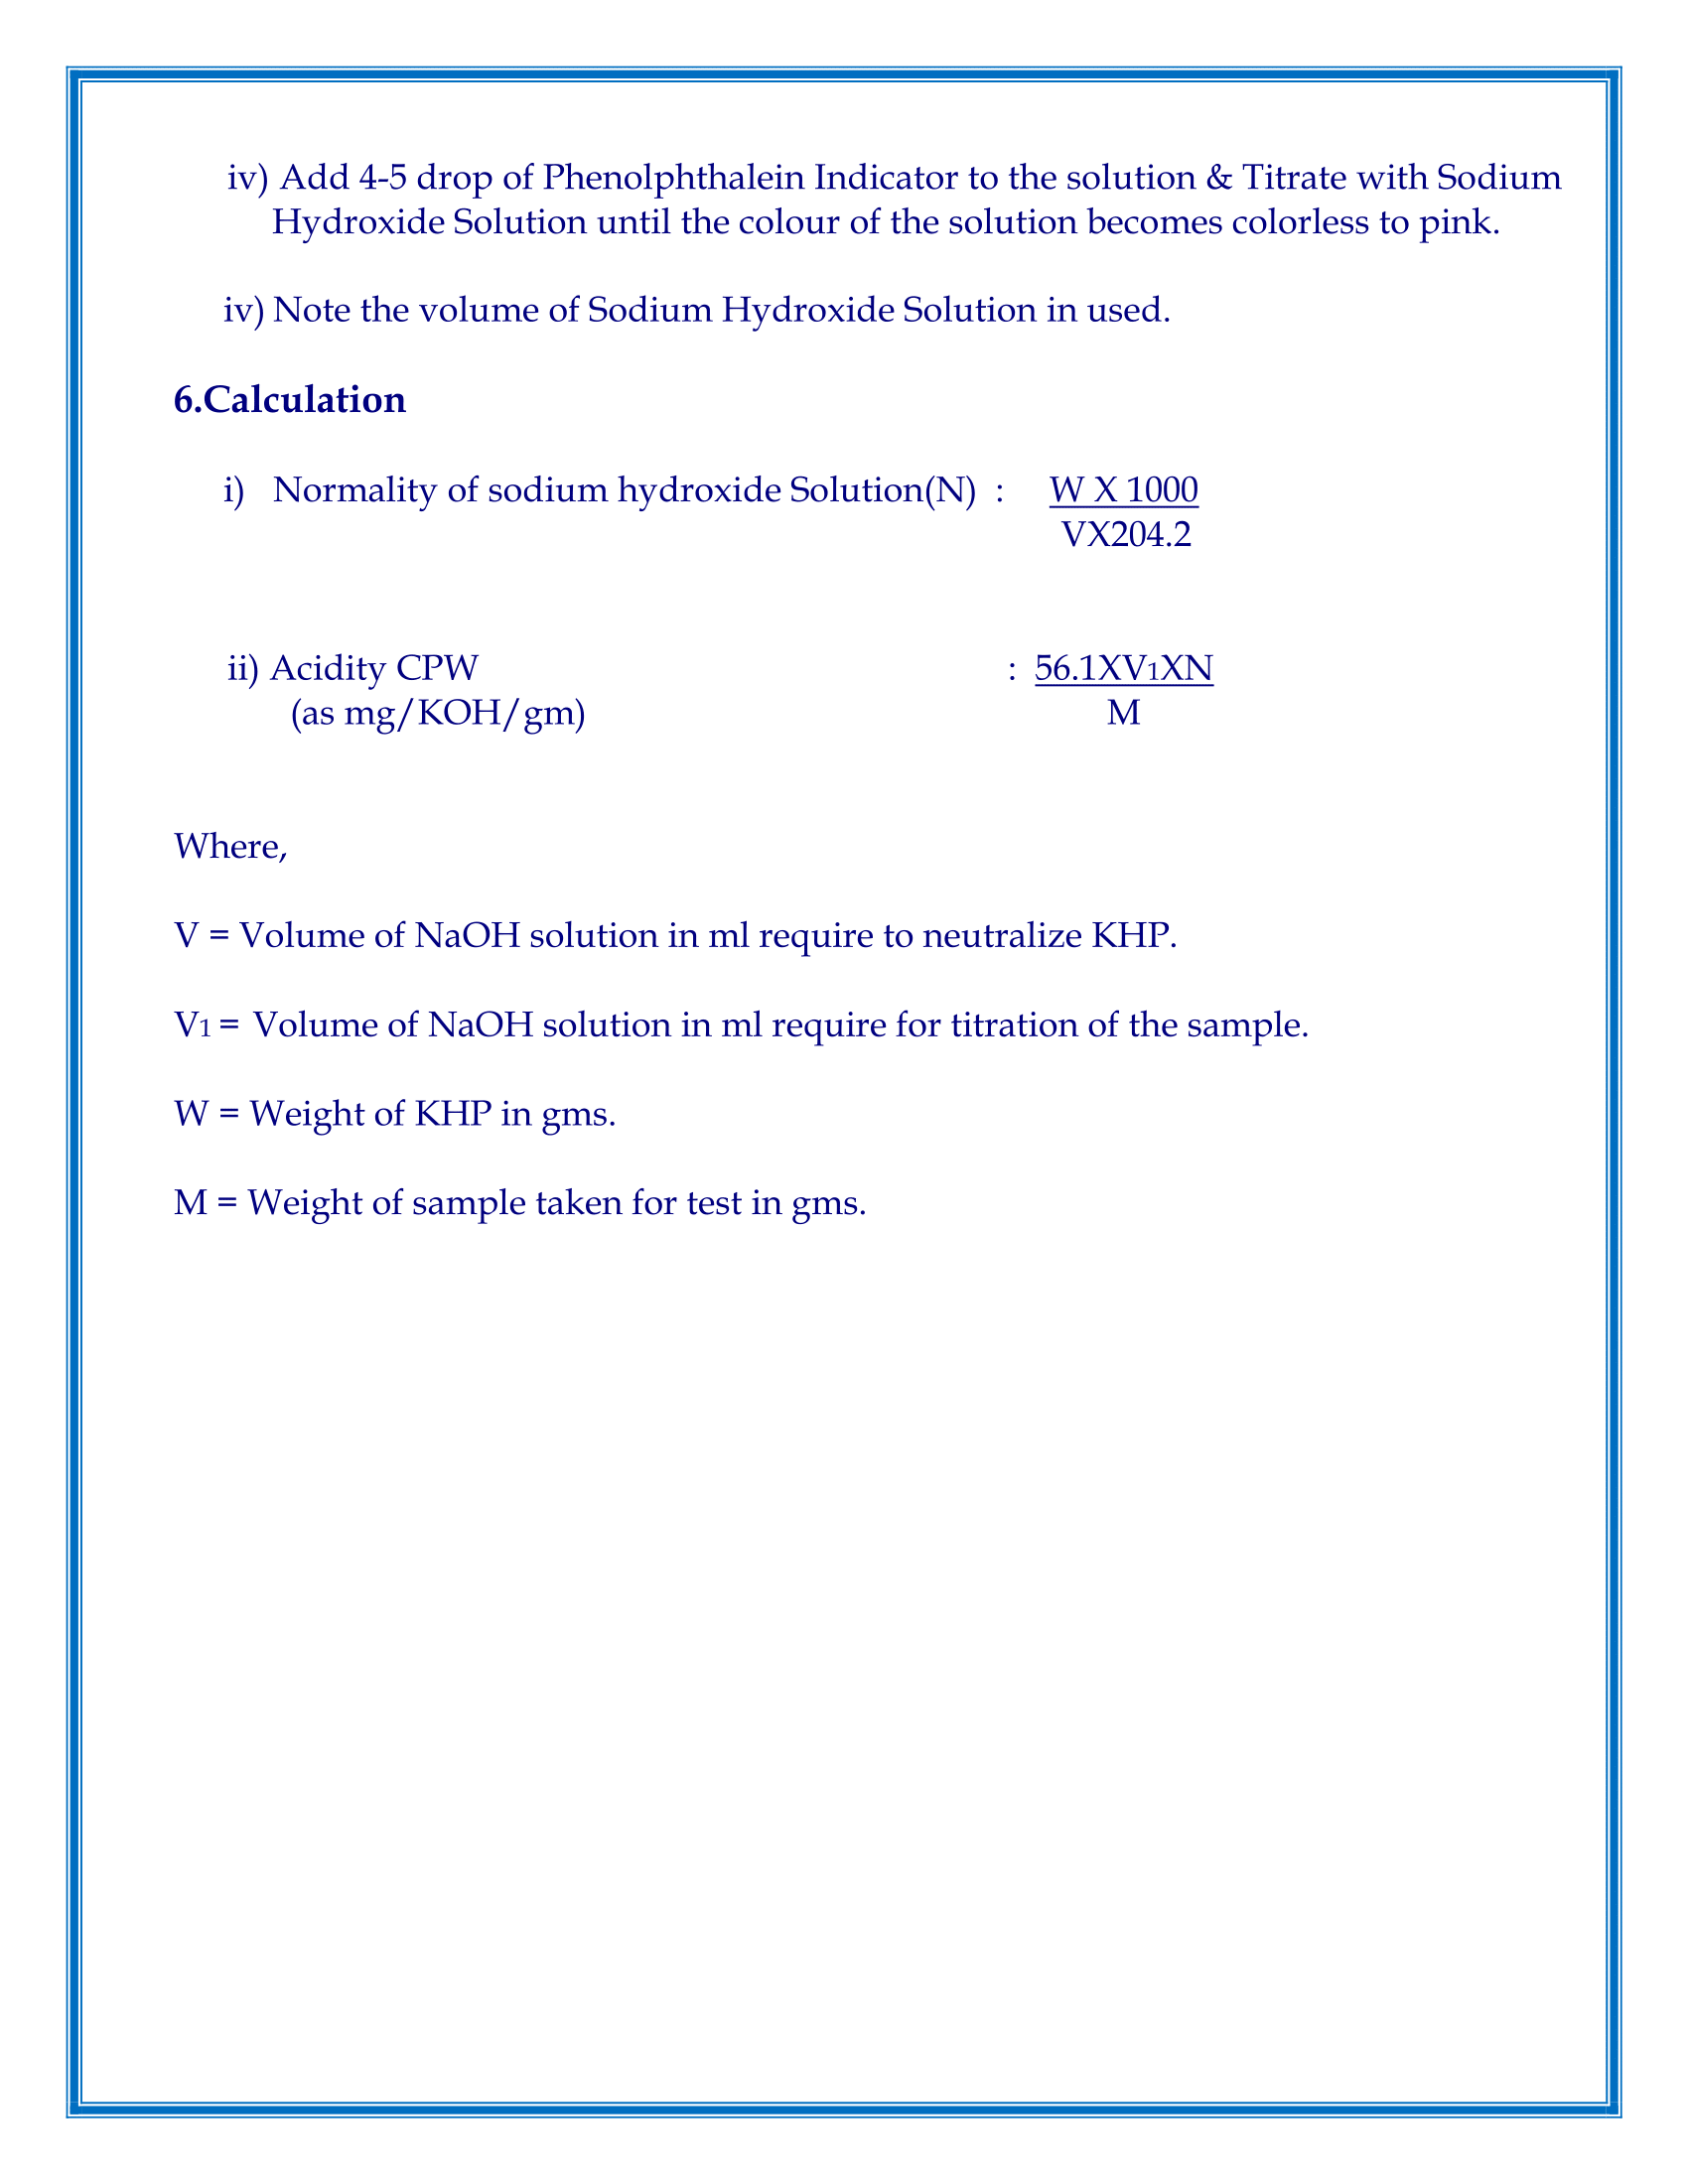 iv) Add 4-5 drop of Phenolphthalein Indicator to the solution & Titrate with Sodium
Hydroxide Solution until the colour of the solution becomes colorless to pink.
iv) Note the volume of Sodium Hydroxide Solution in used.
6.Calculation
i) Normality of sodium hydroxide Solution(N) : W X 1000
VX204.2
ii) Acidity CPW : 56.1XV1XN
(as mg/KOH/gm) M
Where,
V = Volume of NaOH solution in ml require to neutralize KHP.
V1 = Volume of NaOH solution in ml require for titration of the sample.
W = Weight of KHP in gms.
M = Weight of sample taken for test in gms.